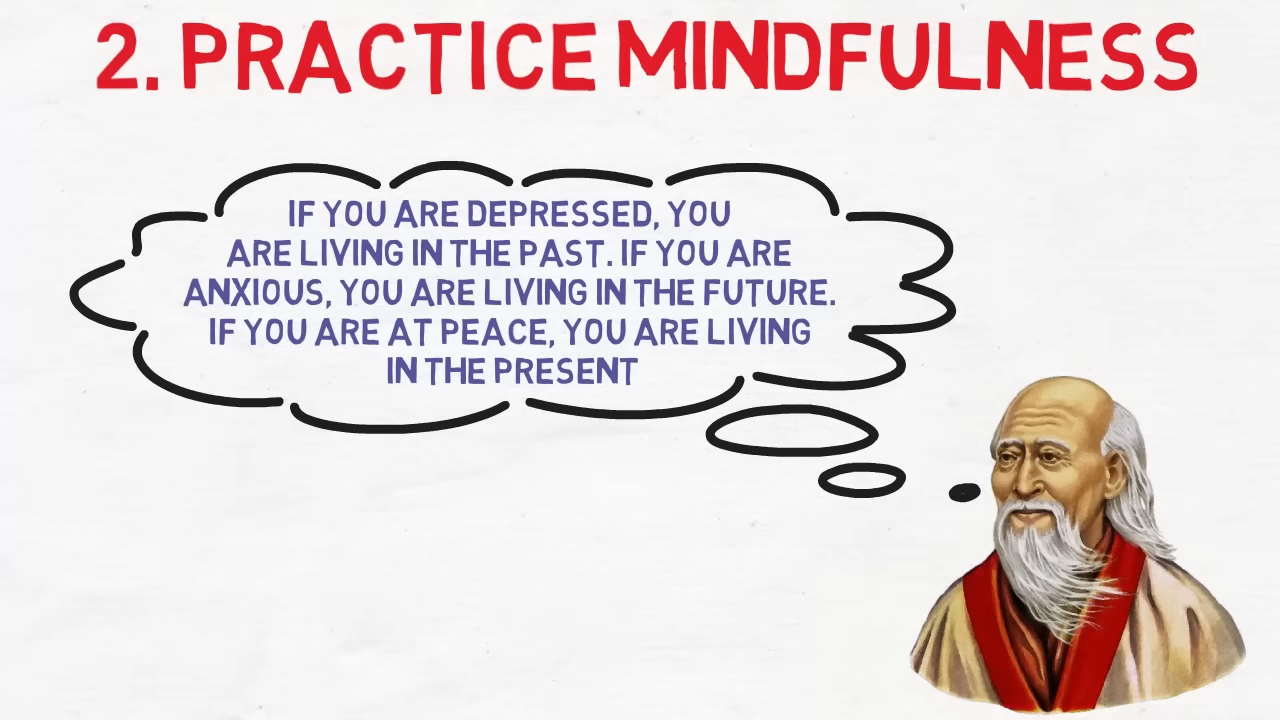 2. PRACTICE MINDFULNESS
IF YOU ARE DEPRESSED, YOU
ARE LIVING IN THE PAST. IF YOU ARE
ANXIOUS, YOU ARE LIVING IN THE FUTURE.
IF YOU ARE AT PEACE, YOU ARE LIVING
IN THE PRESENT